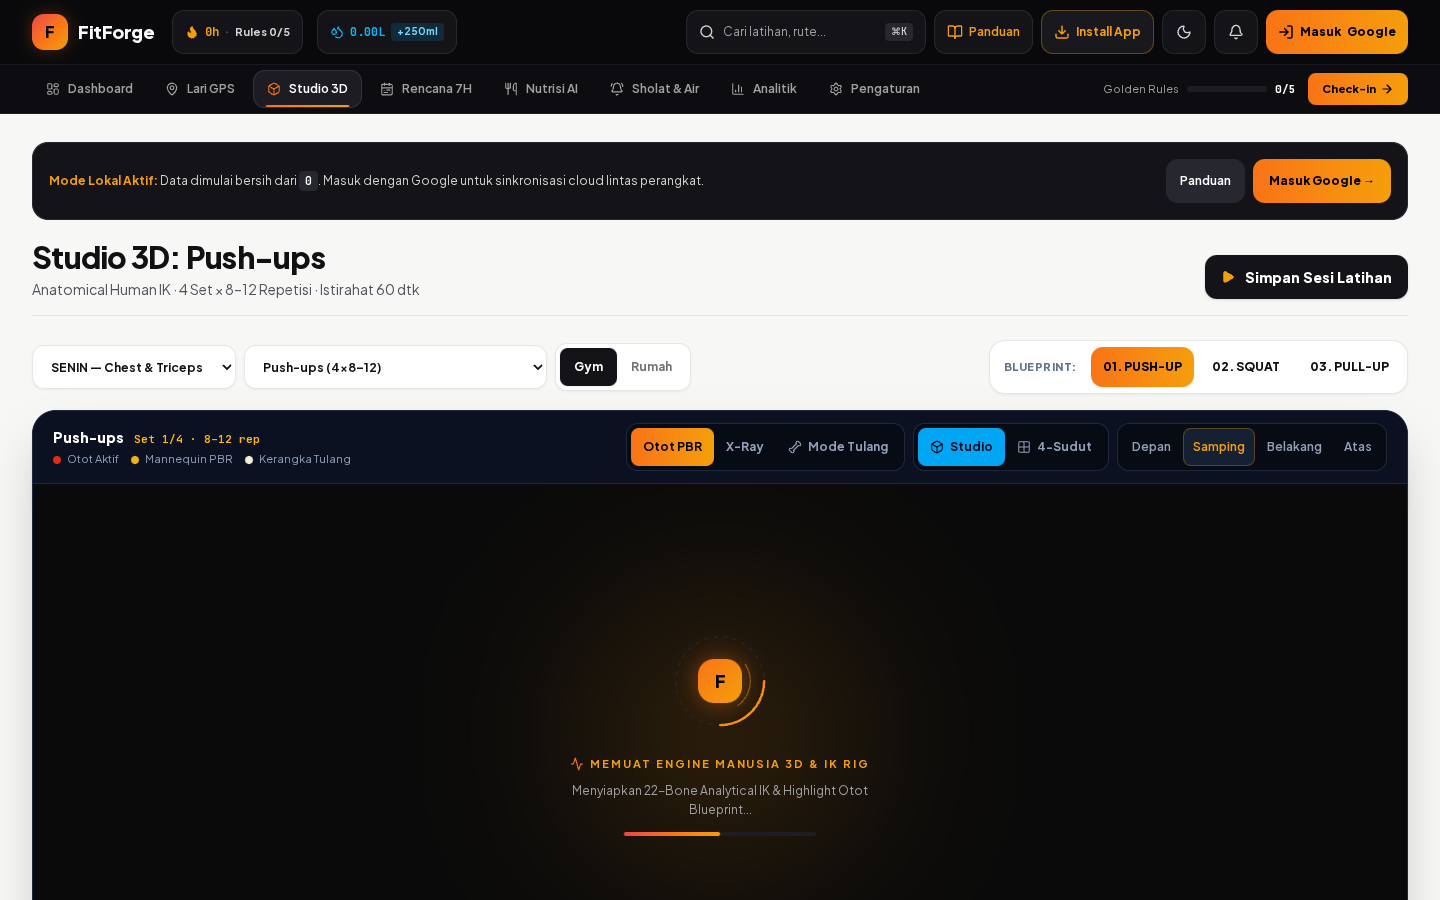 F FitForge 0h · Rules 0/5 0.00L +250ml Cari latihan, rute... ⌘K Panduan Install App Masuk Google
Dashboard Lari GPS Studio 3D Rencana 7H Nutrisi AI Sholat & Air Analitik Pengaturan Golden Rules 0/5 Check-in →
Mode Lokal Aktif: Data dimulai bersih dari 0. Masuk dengan Google untuk sinkronisasi cloud lintas perangkat. Panduan Masuk Google →
Studio 3D: Push-ups
Anatomical Human IK · 4 Set × 8–12 Repetisi · Istirahat 60 dtk
Simpan Sesi Latihan
SENIN — Chest & Triceps Push-ups (4×8–12) Gym Rumah BLUEPRINT: 01. PUSH-UP 02. SQUAT 03. PULL-UP
Push-ups Set 1/4 · 8–12 rep
Otot Aktif Mannequin PBR Kerangka Tulang
Otot PBR X-Ray Mode Tulang Studio 4-Sudut Depan Samping Belakang Atas
F
MEMUAT ENGINE MANUSIA 3D & IK RIG
Menyiapkan 22-Bone Analytical IK & Highlight Otot
Blueprint...